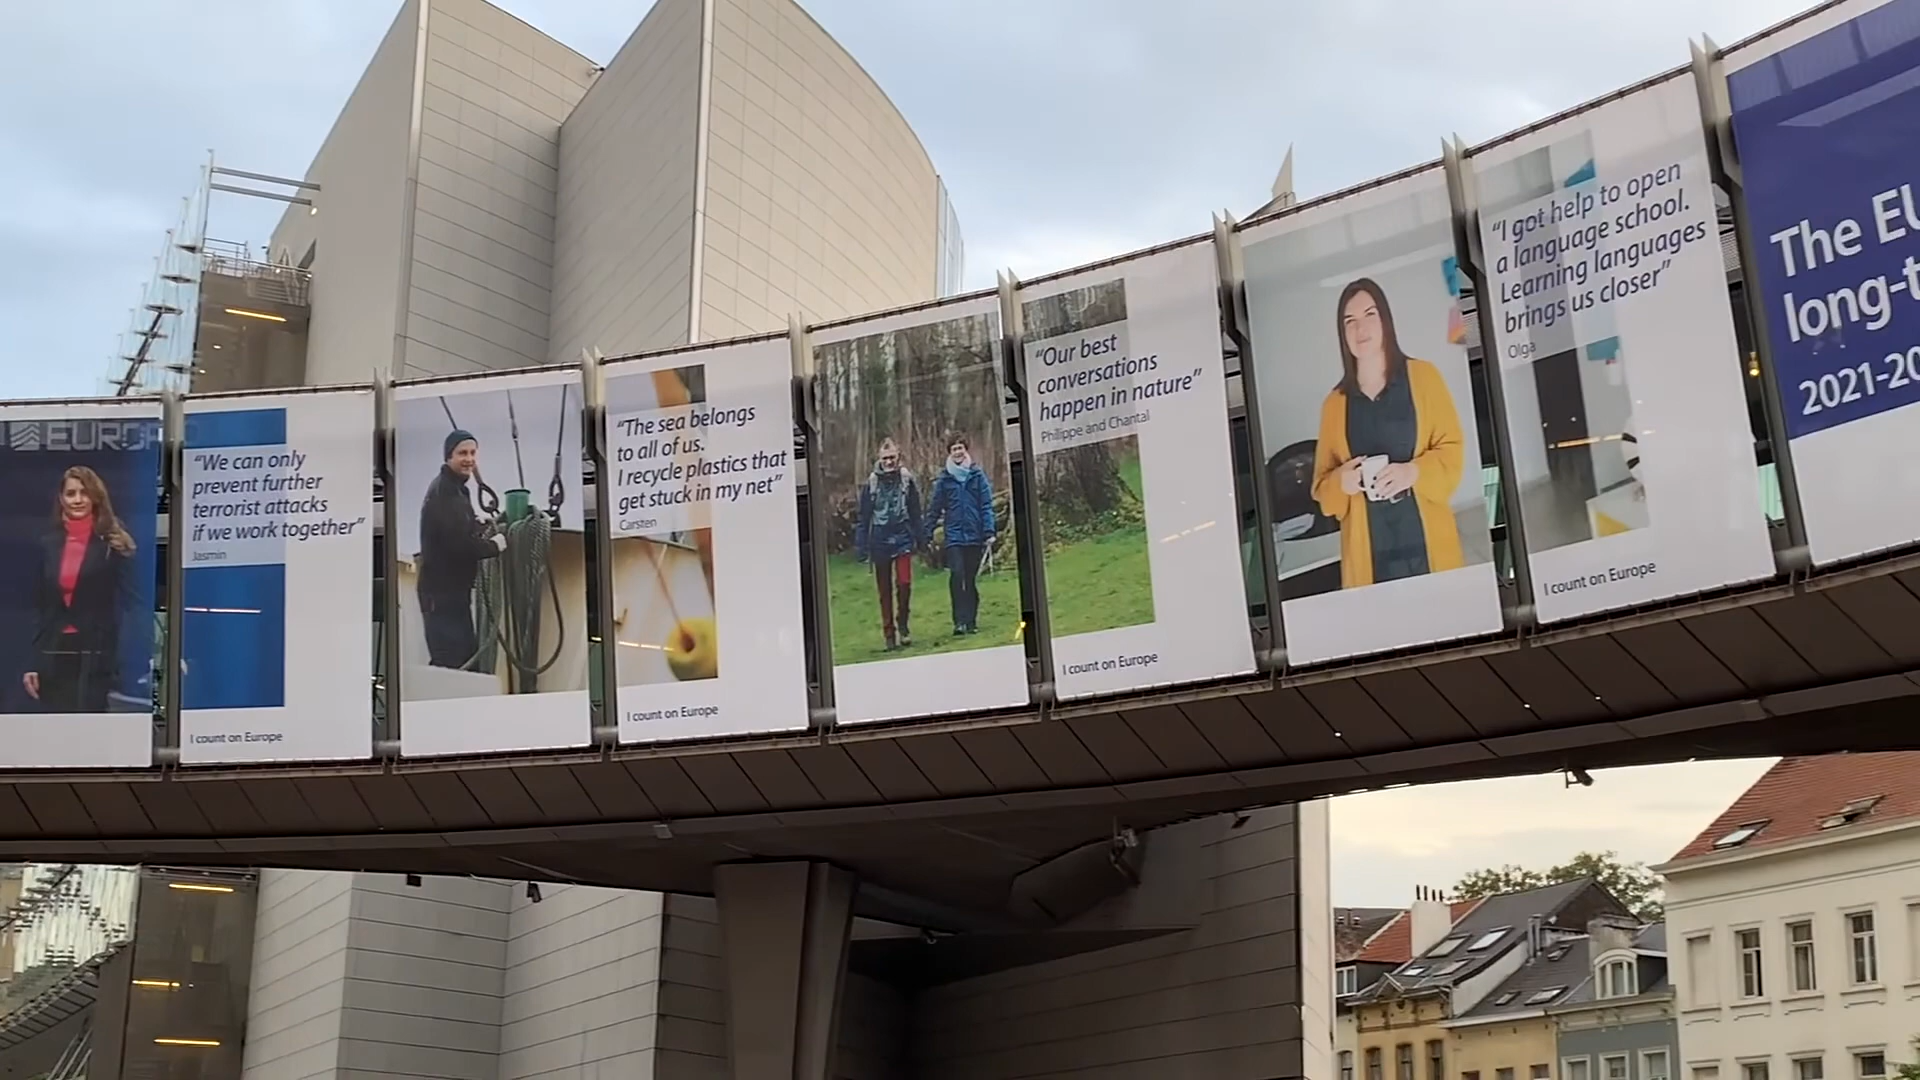 EUROP
“We can only
prevent further
terrorist attacks
if we work together”
Jasmin
I count on Europe
“The sea belongs
to all of us.
I recycle plastics that
get stuck in my net”
Carsten
I count on Europe
“Our best
conversations
happen in nature”
Philippe and Chantal
I count on Europe
“I got help to open
a language school.
Learning languages
brings us closer”
Olga
I count on Europe
The EU
long-t
2021-20